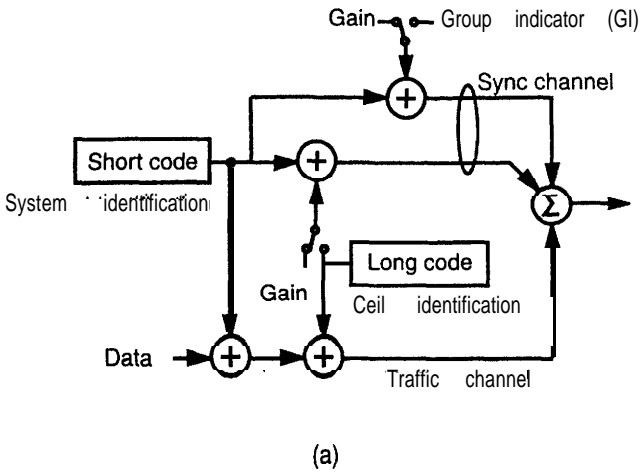 Gain Group indicator (GI)
Sync channel
+
Short code
+
Σ
System identification
Long code
Gain
Ceil identification
Data
+
+
Traffic channel
(a)